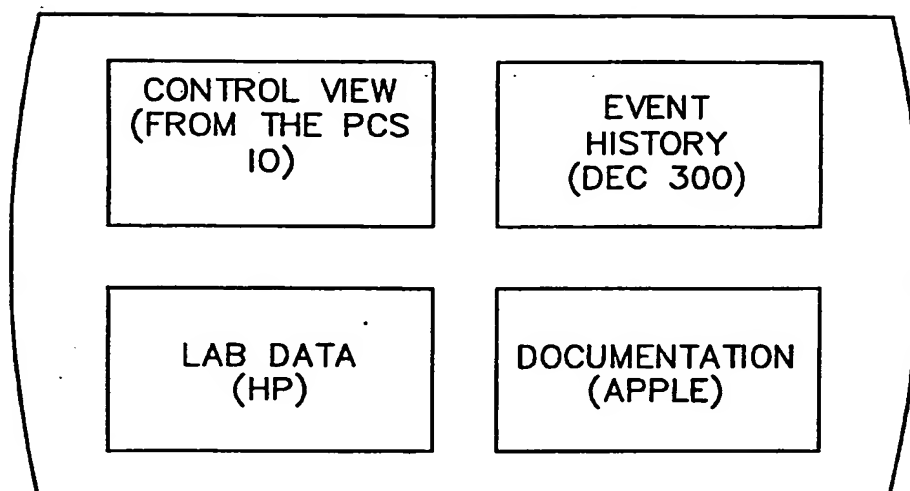 CONTROL VIEW
(FROM THE PCS
10)
EVENT
HISTORY
(DEC 300)
LAB DATA
(HP)
DOCUMENTATION
(APPLE)